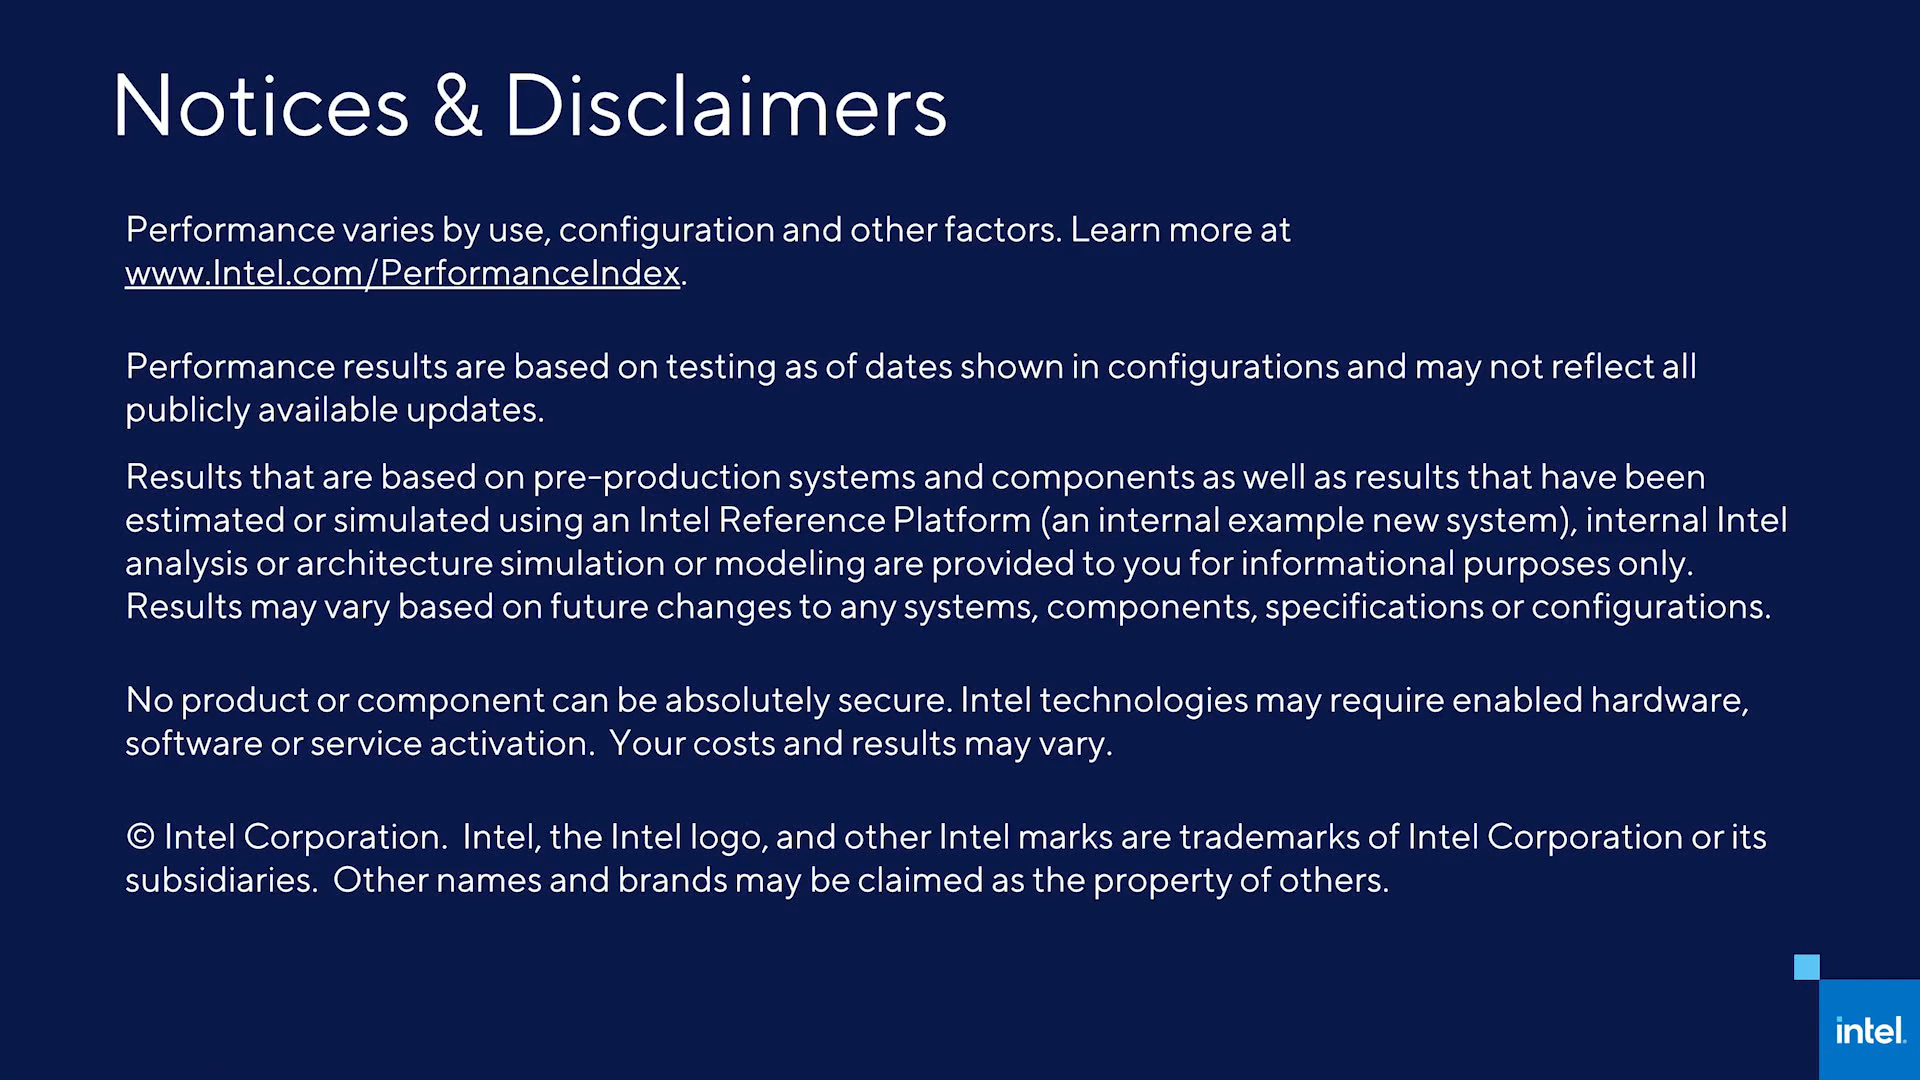 Notices & Disclaimers
Performance varies by use, configuration and other factors. Learn more at
www.Intel.com/PerformanceIndex.
Performance results are based on testing as of dates shown in configurations and may not reflect all
publicly available updates.
Results that are based on pre-production systems and components as well as results that have been
estimated or simulated using an Intel Reference Platform (an internal example new system), internal Intel
analysis or architecture simulation or modeling are provided to you for informational purposes only.
Results may vary based on future changes to any systems, components, specifications or configurations.
No product or component can be absolutely secure. Intel technologies may require enabled hardware,
software or service activation.  Your costs and results may vary.
© Intel Corporation.  Intel, the Intel logo, and other Intel marks are trademarks of Intel Corporation or its
subsidiaries.  Other names and brands may be claimed as the property of others.
intel.